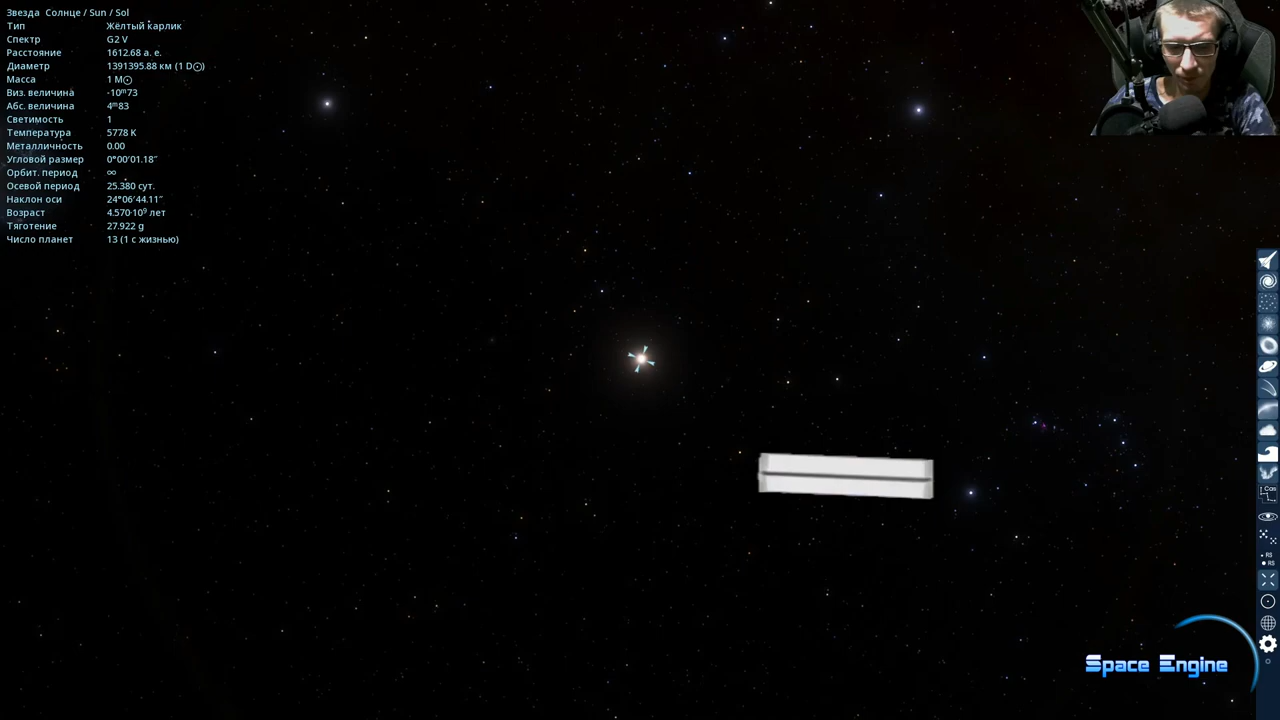 Звезда Солнце / Sun / Sol
Тип Жёлтый карлик
Спектр G2 V
Расстояние 1612.68 а. е.
Диаметр 1391395.88 км (1 D☉)
Масса 1 M☉
Виз. величина -10ᵐ73
Абс. величина 4ᵐ83
Светимость 1
Температура 5778 K
Металличность 0.00
Угловой размер 0°00′01.18″
Орбит. период ∞
Осевой период 25.380 сут.
Наклон оси 24°06′44.11″
Возраст 4.570·10⁹ лет
Тяготение 27.922 g
Число планет 13 (1 с жизнью)
Cam
RS
RS
Space Engine